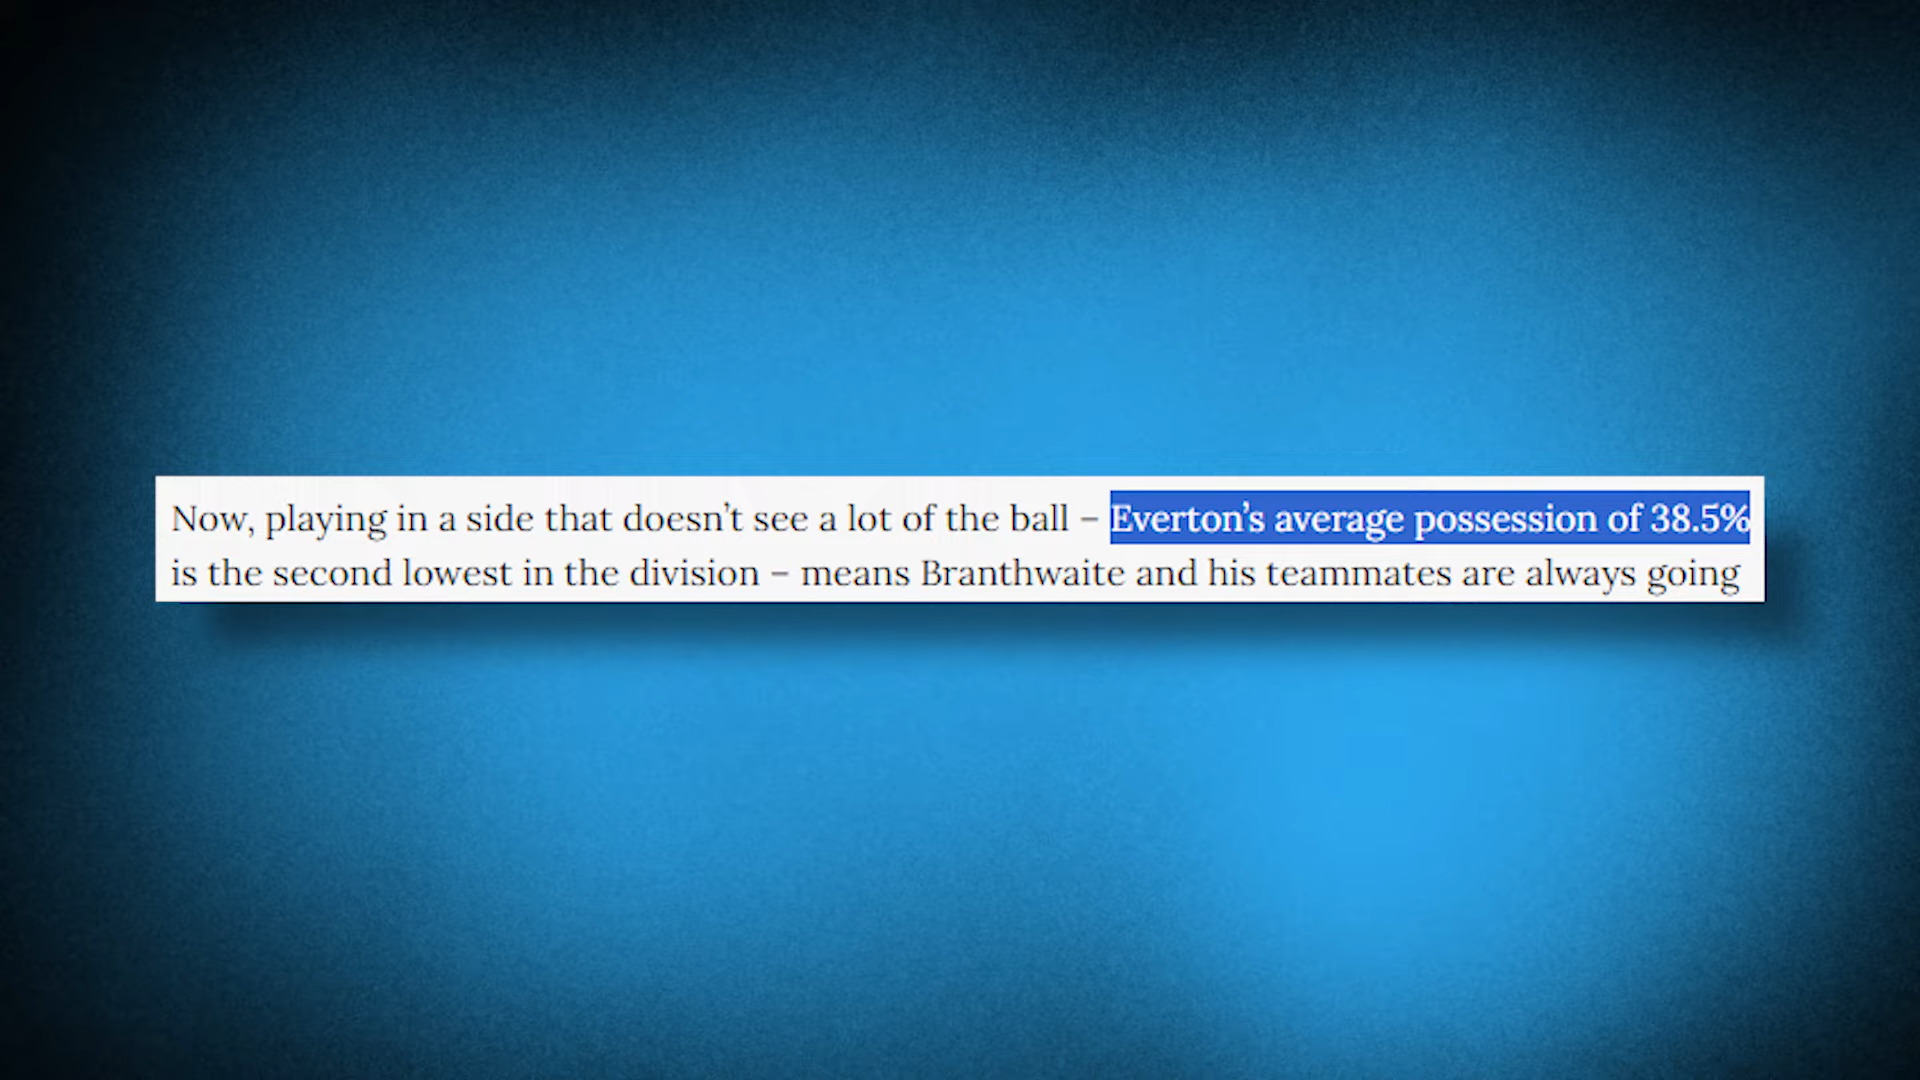 Now, playing in a side that doesn’t see a lot of the ball – Everton’s average possession of 38.5%
is the second lowest in the division – means Branthwaite and his teammates are always going